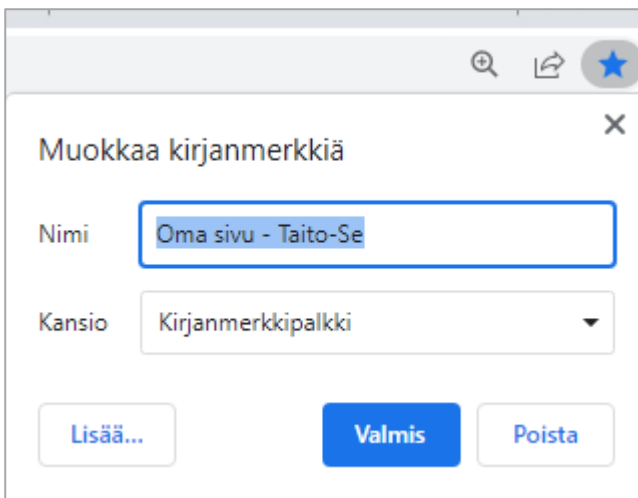 Muokkaa kirjanmerkkiä
Nimi Oma sivu - Taito-Se
Kansio Kirjanmerkkipalkki
Lisää... Valmis Poista